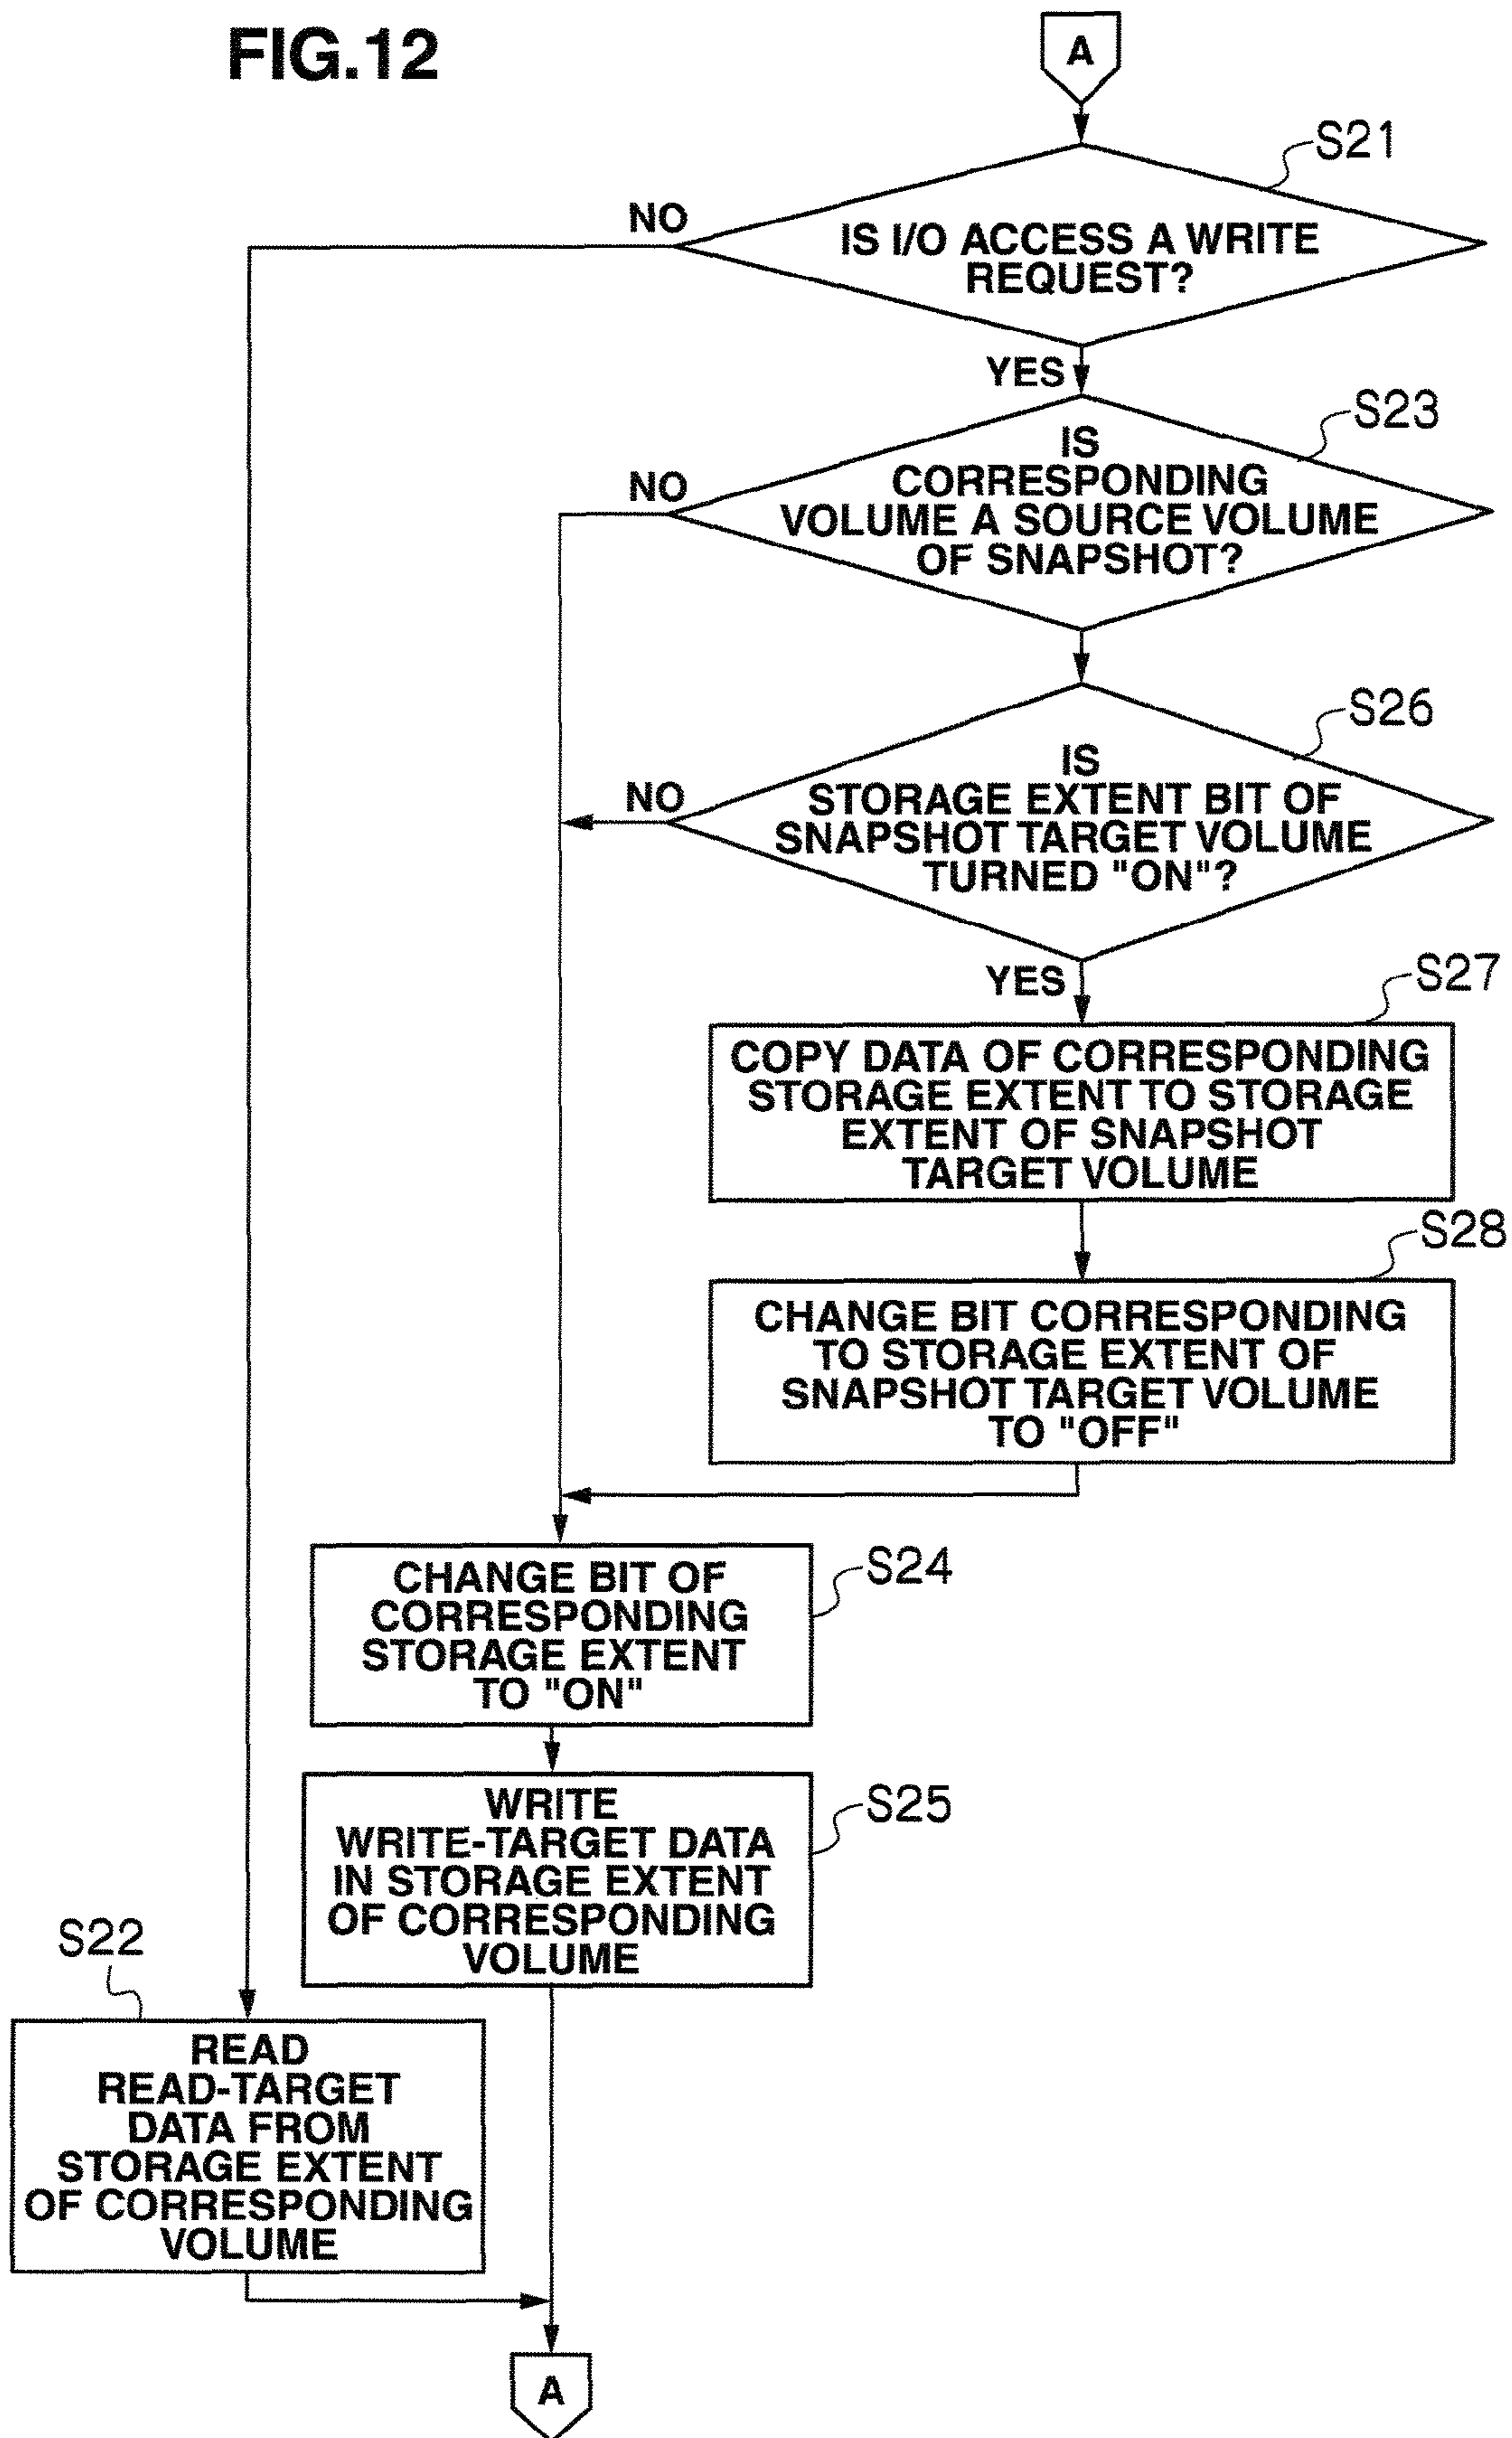 FIG.12
A
S21
NO
IS I/O ACCESS A WRITE
REQUEST?
YES
S23
NO
IS
CORRESPONDING
VOLUME A SOURCE VOLUME
OF SNAPSHOT?
S26
NO
IS
STORAGE EXTENT BIT OF
SNAPSHOT TARGET VOLUME
TURNED "ON"?
YES
S27
COPY DATA OF CORRESPONDING
STORAGE EXTENT TO STORAGE
EXTENT OF SNAPSHOT
TARGET VOLUME
S28
CHANGE BIT CORRESPONDING
TO STORAGE EXTENT OF
SNAPSHOT TARGET VOLUME
TO "OFF"
S24
CHANGE BIT OF
CORRESPONDING
STORAGE EXTENT
TO "ON"
S25
WRITE
WRITE-TARGET DATA
IN STORAGE EXTENT
OF CORRESPONDING
VOLUME
S22
READ
READ-TARGET
DATA FROM
STORAGE EXTENT
OF CORRESPONDING
VOLUME
A